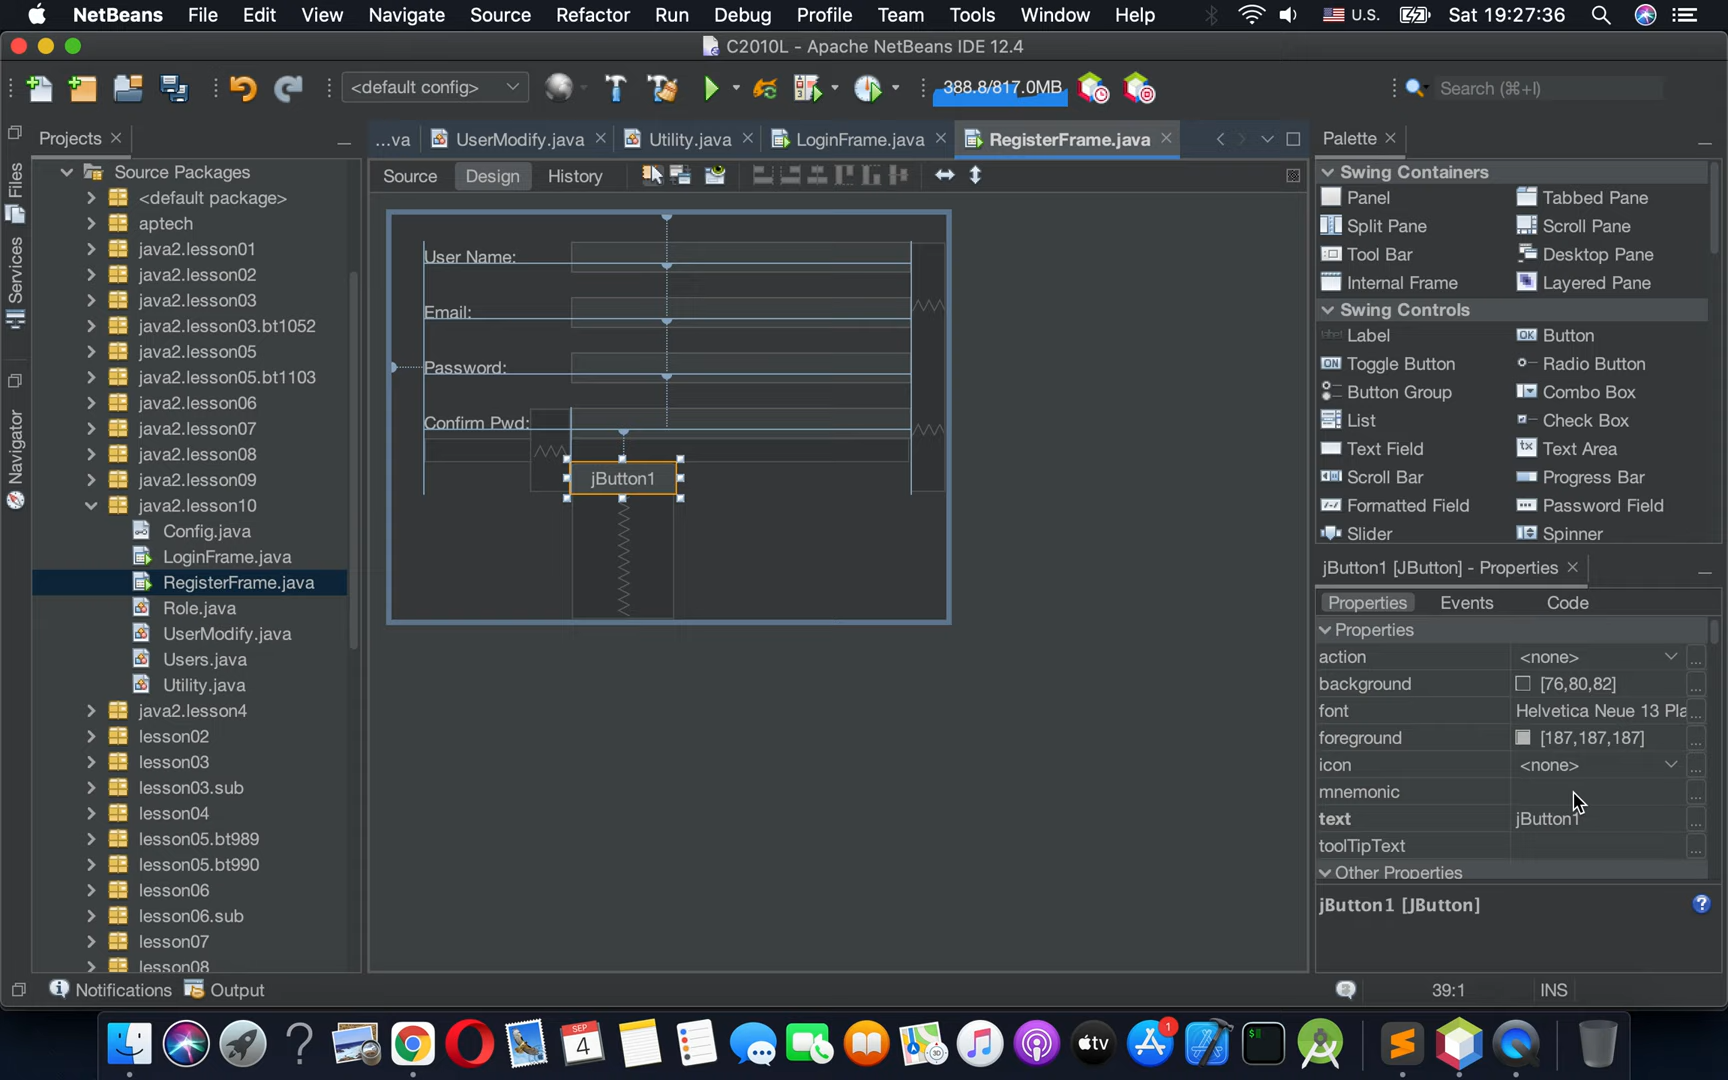 NetBeans File Edit View Navigate Source Refactor Run Debug Profile Team Tools Window Help U.S. Sat 19:27:36
C2010L - Apache NetBeans IDE 12.4
<default config> 388.8/817.0MB Search (⌘+I)
Projects
Files
Services
Navigator
Source Packages
<default package>
aptech
java2.lesson01
java2.lesson02
java2.lesson03
java2.lesson03.bt1052
java2.lesson05
java2.lesson05.bt1103
java2.lesson06
java2.lesson07
java2.lesson08
java2.lesson09
java2.lesson10
Config.java
LoginFrame.java
RegisterFrame.java
Role.java
UserModify.java
Users.java
Utility.java
java2.lesson4
lesson02
lesson03
lesson03.sub
lesson04
lesson05.bt989
lesson05.bt990
lesson06
lesson06.sub
lesson07
lesson08
...va UserModify.java Utility.java LoginFrame.java RegisterFrame.java
Source Design History
User Name:
Email:
Password:
Confirm Pwd:
jButton1
Palette
Swing Containers
Panel Tabbed Pane
Split Pane Scroll Pane
Tool Bar Desktop Pane
Internal Frame Layered Pane
Swing Controls
Label Button
Toggle Button Radio Button
Button Group Combo Box
List Check Box
Text Field Text Area
Scroll Bar Progress Bar
Formatted Field Password Field
Slider Spinner
jButton1 [JButton] - Properties
Properties Events Code
Properties
action <none>
background [76,80,82]
font Helvetica Neue 13 Pla
foreground [187,187,187]
icon <none>
mnemonic
text jButton1
toolTipText
Other Properties
jButton1 [JButton]
Notifications Output 39:1 INS
SEP
4
tv
1